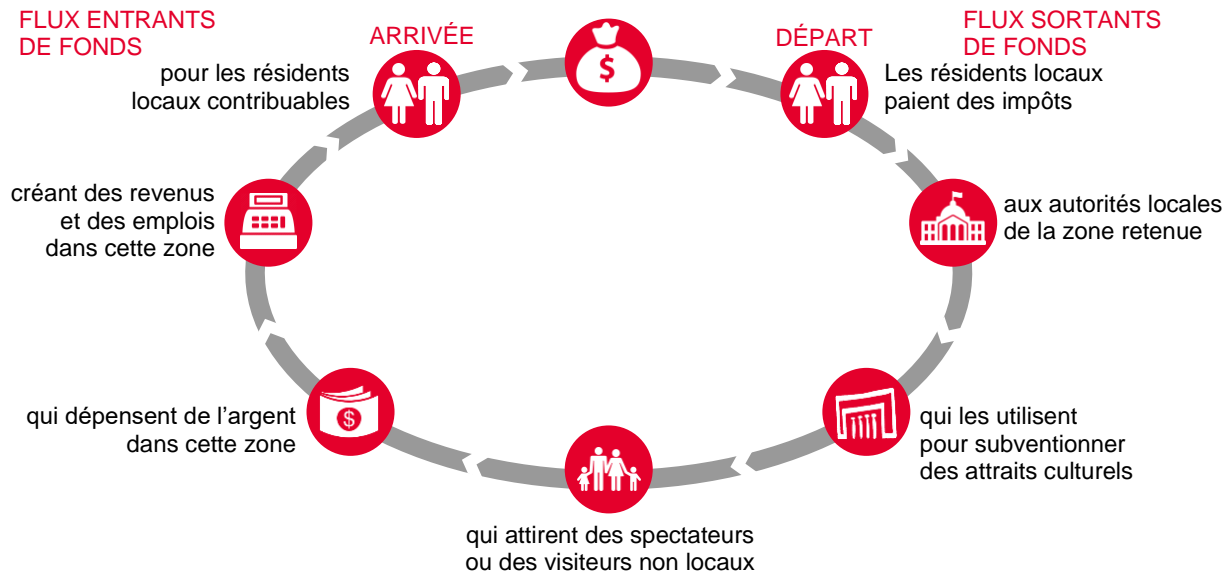 FLUX ENTRANTS
DE FONDS
ARRIVÉE
pour les résidents
locaux contribuables
$
DÉPART
FLUX SORTANTS
DE FONDS
Les résidents locaux
paient des impôts
créant des revenus
et des emplois
dans cette zone
aux autorités locales
de la zone retenue
qui dépensent de l’argent
dans cette zone
$
qui les utilisent
pour subventionner
des attraits culturels
qui attirent des spectateurs
ou des visiteurs non locaux